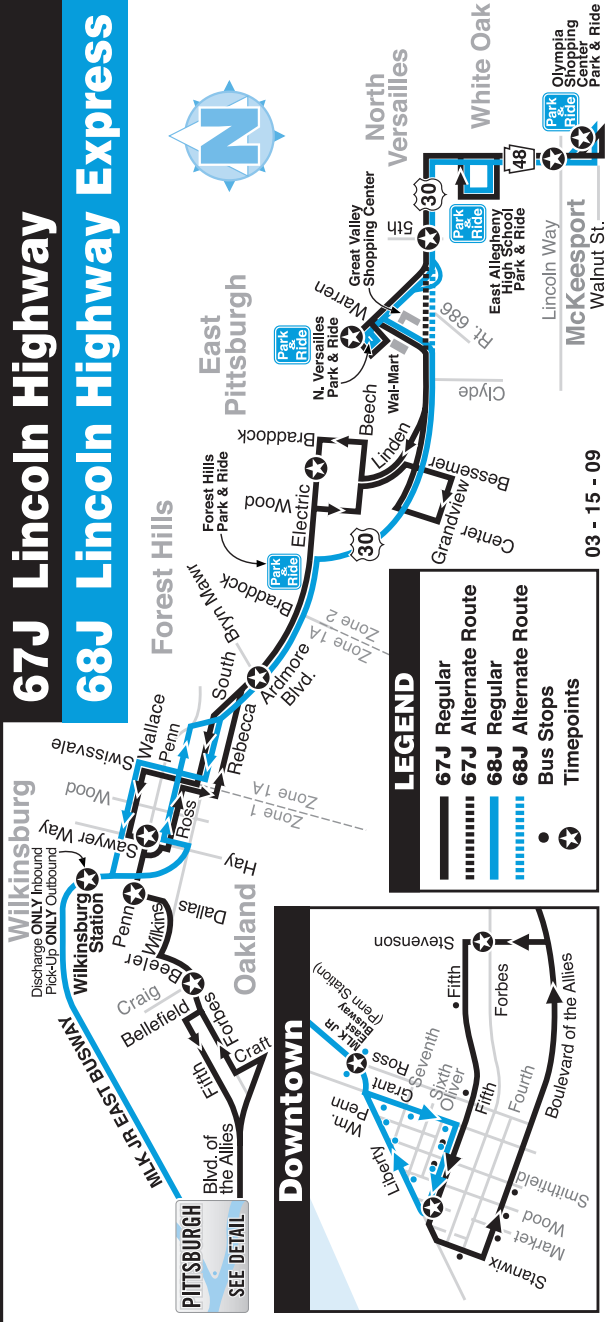 67J Lincoln Highway
68J Lincoln Highway Express
N
Wilkinsburg
Discharge ONLY Inbound
Pick-Up ONLY Outbound
Wilkinsburg
Station
MLK JR EAST BUSWAY
PITTSBURGH
SEE DETAIL
Blvd. of
the Allies
Craft
Fifth
Forbes
Bellefield
Craig
Oakland
Beeler
Wilkins
Dallas
Penn
Hay
Sawyer Way
Wood
Swissvale
Wallace
Penn
Ross
Rebecca
South
Zone 1
Zone 1A
Forest Hills
Bryn Mawr
Braddock
Ardmore
Blvd.
Zone 1A
Zone 2
Forest Hills
Park & Ride
Park
&
Ride
30
Electric
Wood
Braddock
Beech
Linden
Center
Grandview
Bessemer
East
Pittsburgh
Park
&
Ride
N. Versailles
Park & Ride
Wal-Mart
Warren
Great Valley
Shopping Center
Clyde
Rt. 686
North
Versailles
5th
30
Park
&
Ride
East Allegheny
High School
Park & Ride
White Oak
48
Lincoln Way
McKeesport
Walnut St.
Park
&
Ride
Olympia
Shopping
Center
Park & Ride
03 - 15 - 09
LEGEND
67J Regular
67J Alternate Route
68J Regular
68J Alternate Route
Bus Stops
Timepoints
Downtown
MLK JR
East
Busway
(Penn Station)
Ross
Grant
Seventh
Sixth
Oliver
Wm.
Penn
Liberty
Fifth
Fifth
Forbes
Stevenson
Fourth
Boulevard of the Allies
Smithfield
Wood
Market
Stanwix